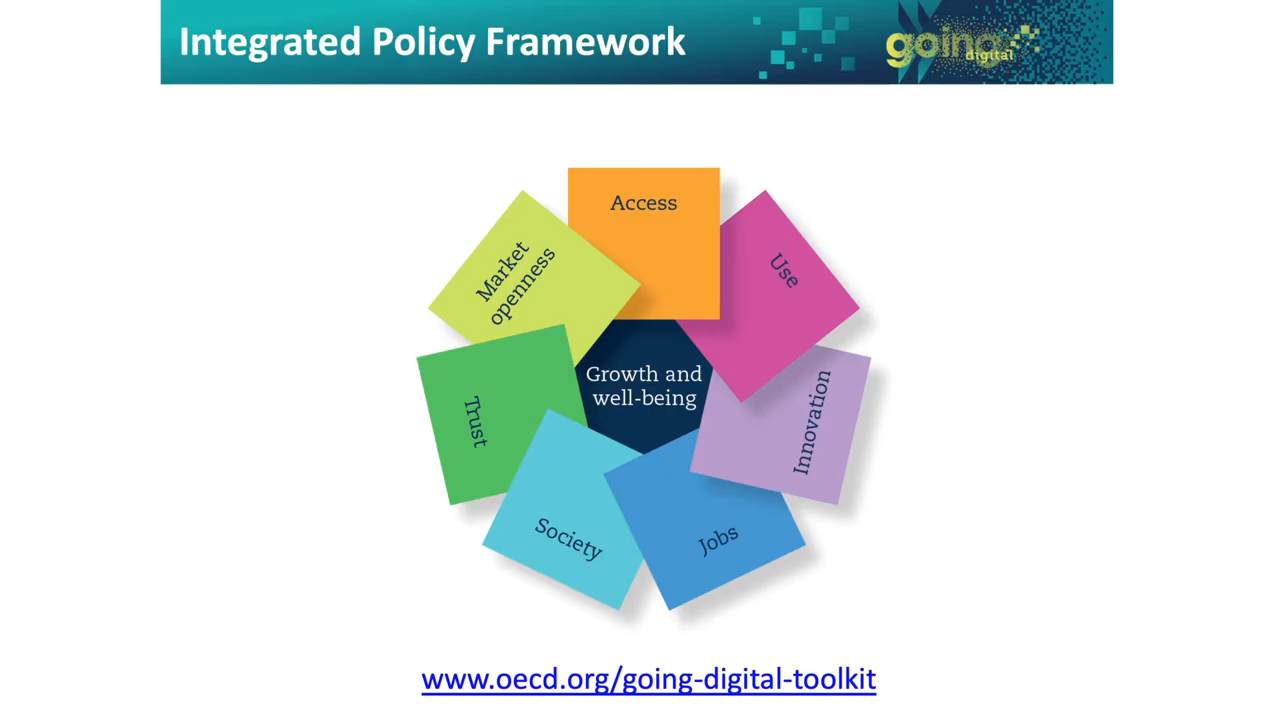 Integrated Policy Framework
going
digital
Access
Use
Innovation
Jobs
Society
Trust
Market
openness
Growth and
well-being
www.oecd.org/going-digital-toolkit